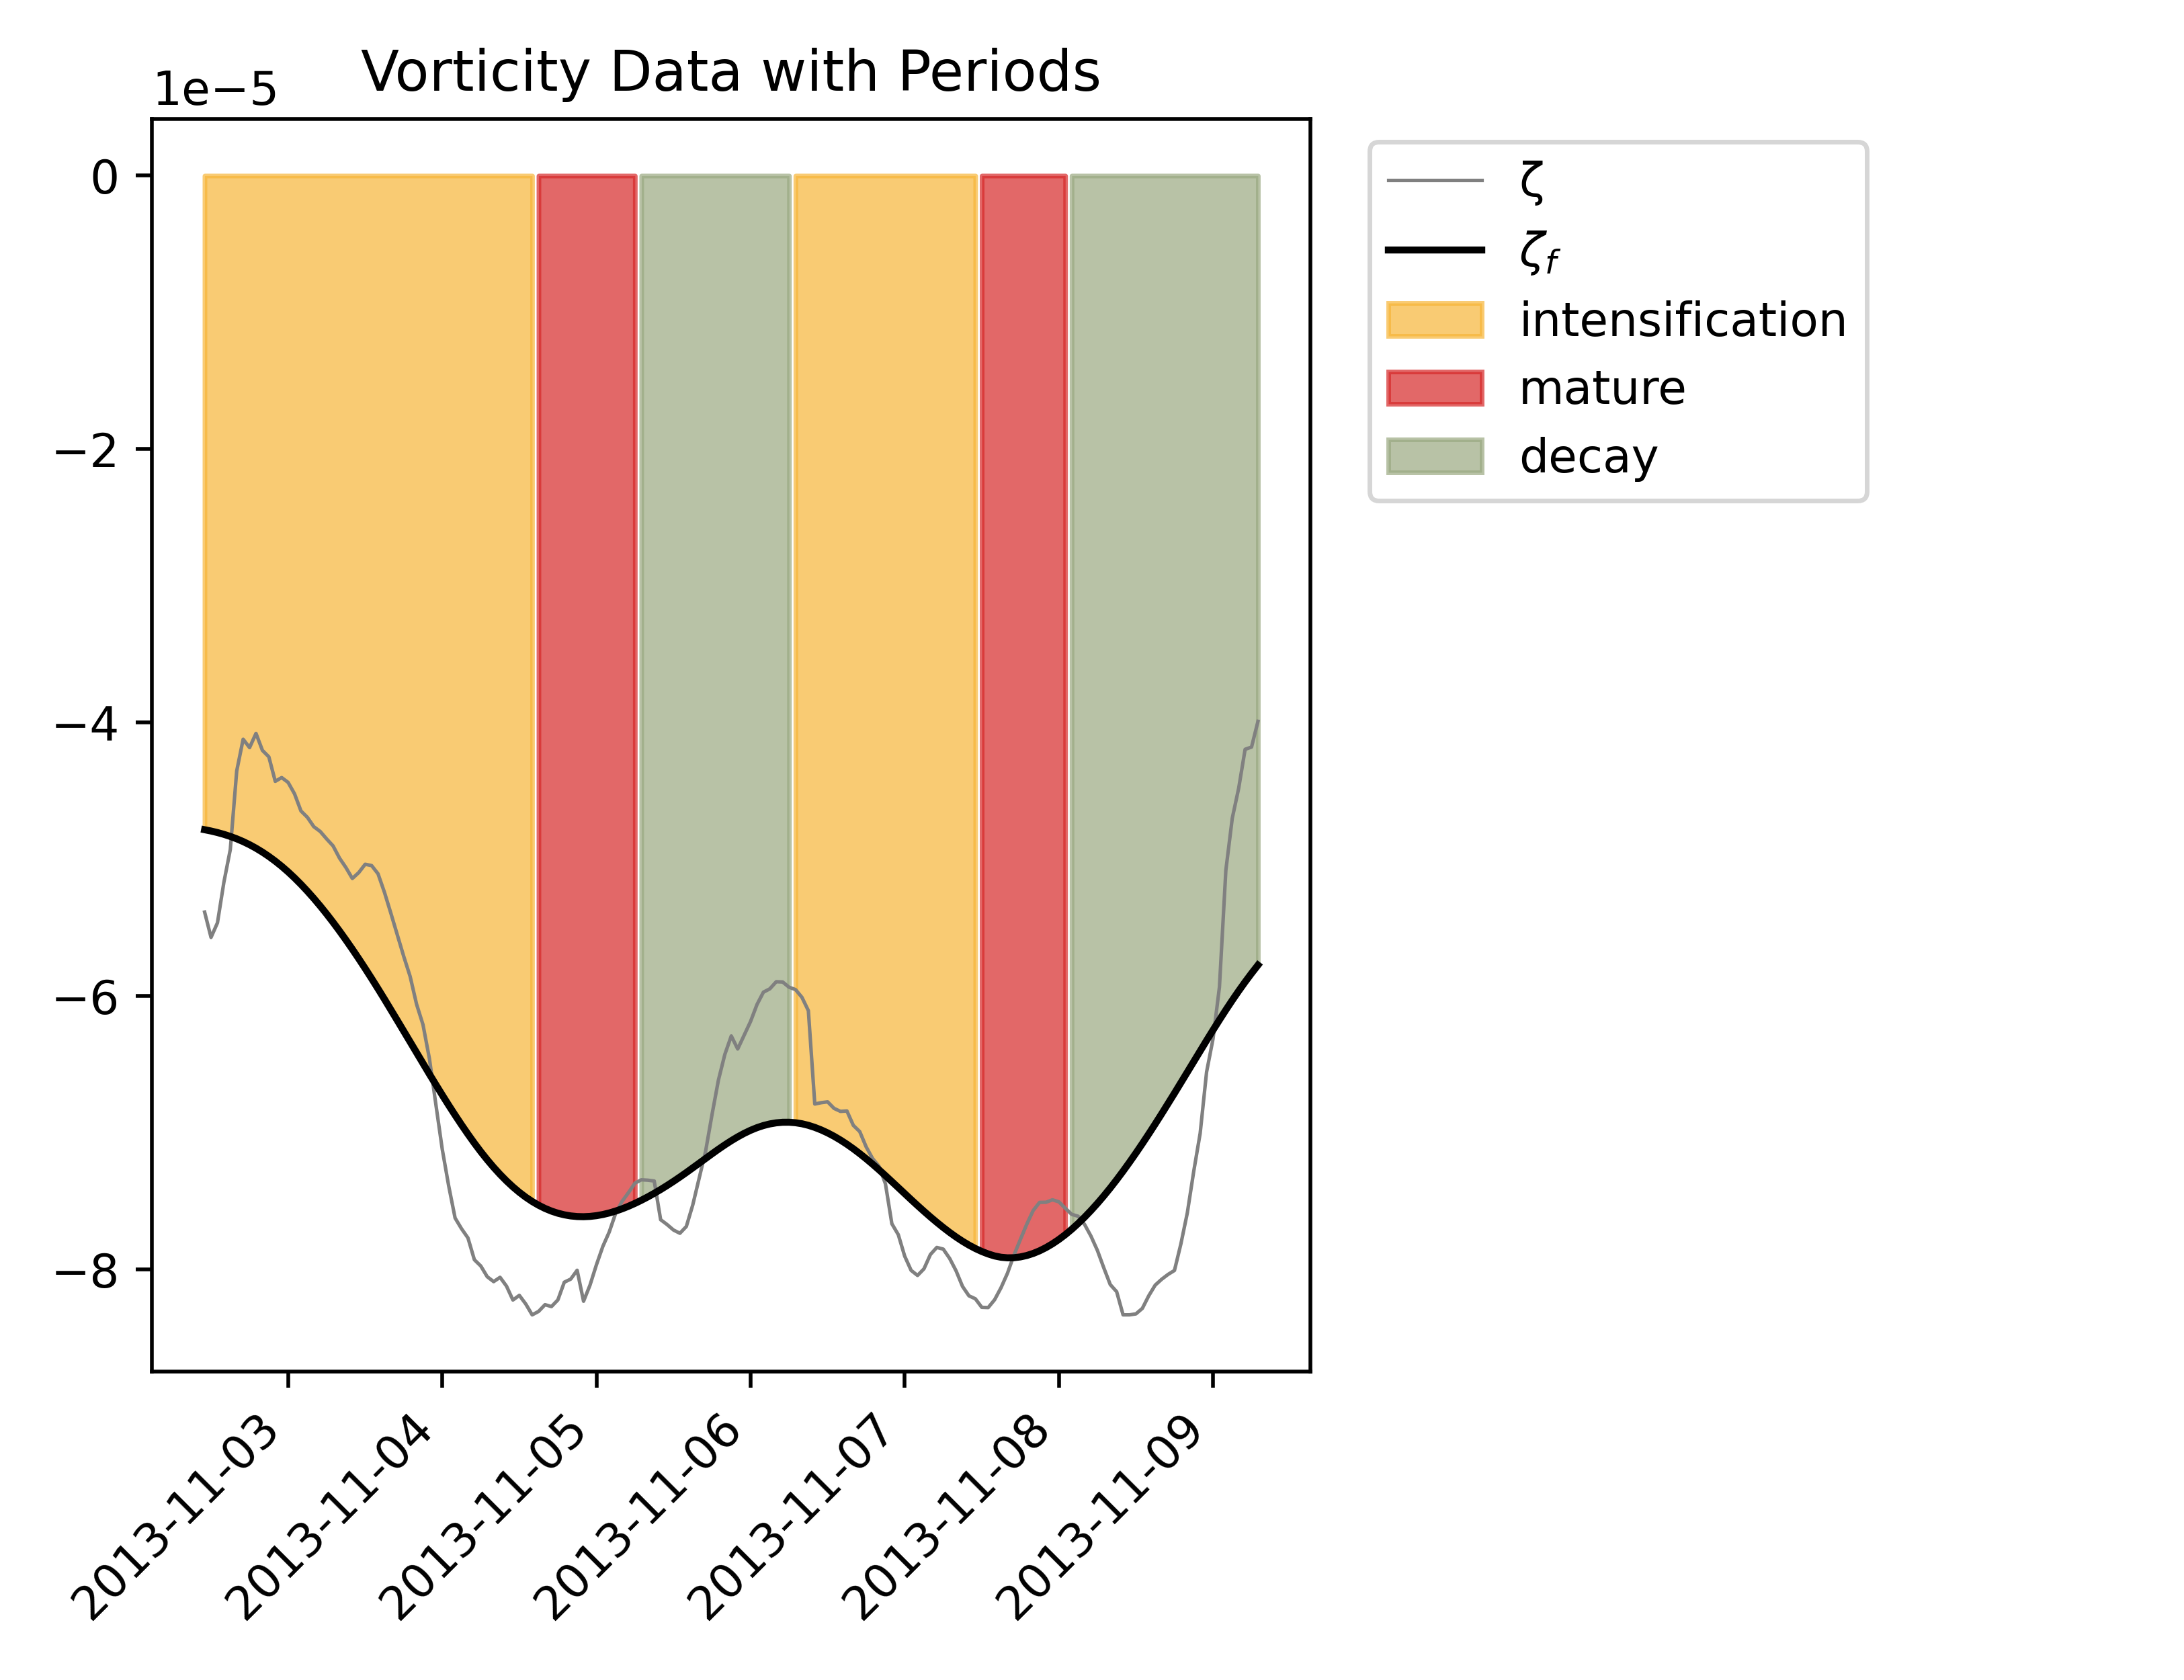 Vorticity Data with Periods
1e−5
0
−2
−4
−6
−8
2013-11-03
2013-11-04
2013-11-05
2013-11-06
2013-11-07
2013-11-08
2013-11-09
ζ
ζf
intensification
mature
decay